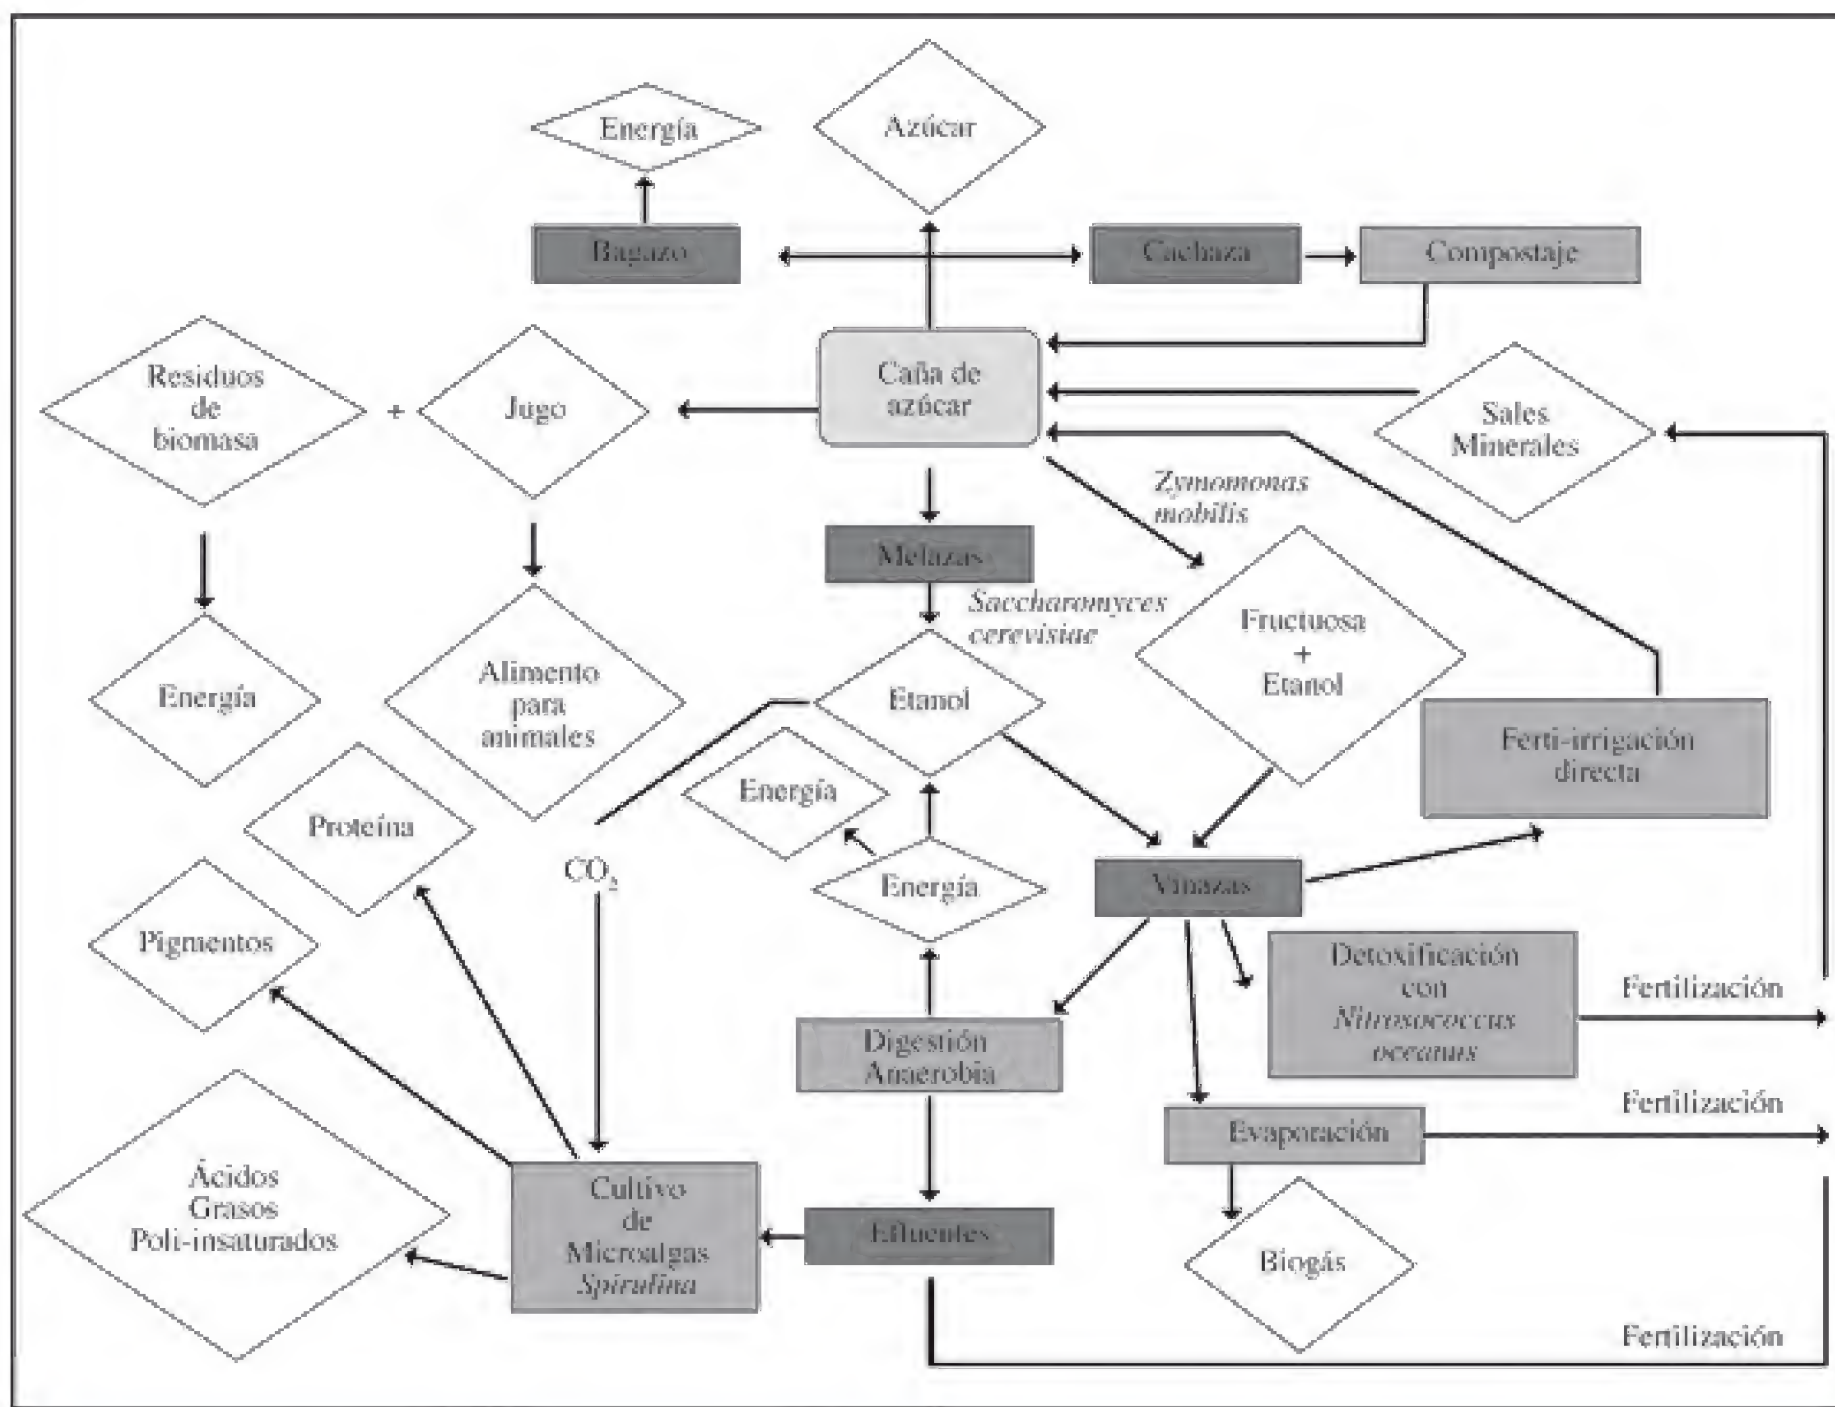 Energía
Azúcar
Bagazo
Cachaza
Compostaje
Residuos
de
biomasa
+
Jugo
Caña de
azúcar
Sales
Minerales
Zymomonas
mobilis
Melazas
Saccharomyces
cerevisiae
Fructuosa
+
Etanol
Energía
Alimento
para
animales
Etanol
Ferti-irrigación
directa
Energía
Proteína
CO₂
Energía
Vinazas
Pigmentos
Detoxificación
con
Nitrosococcus
oceanus
Fertilización
Digestión
Anaerobia
Evaporación
Fertilización
Ácidos
Grasos
Poli-insaturados
Cultivo
de
Microalgas
Spirulina
Efluentes
Biogás
Fertilización